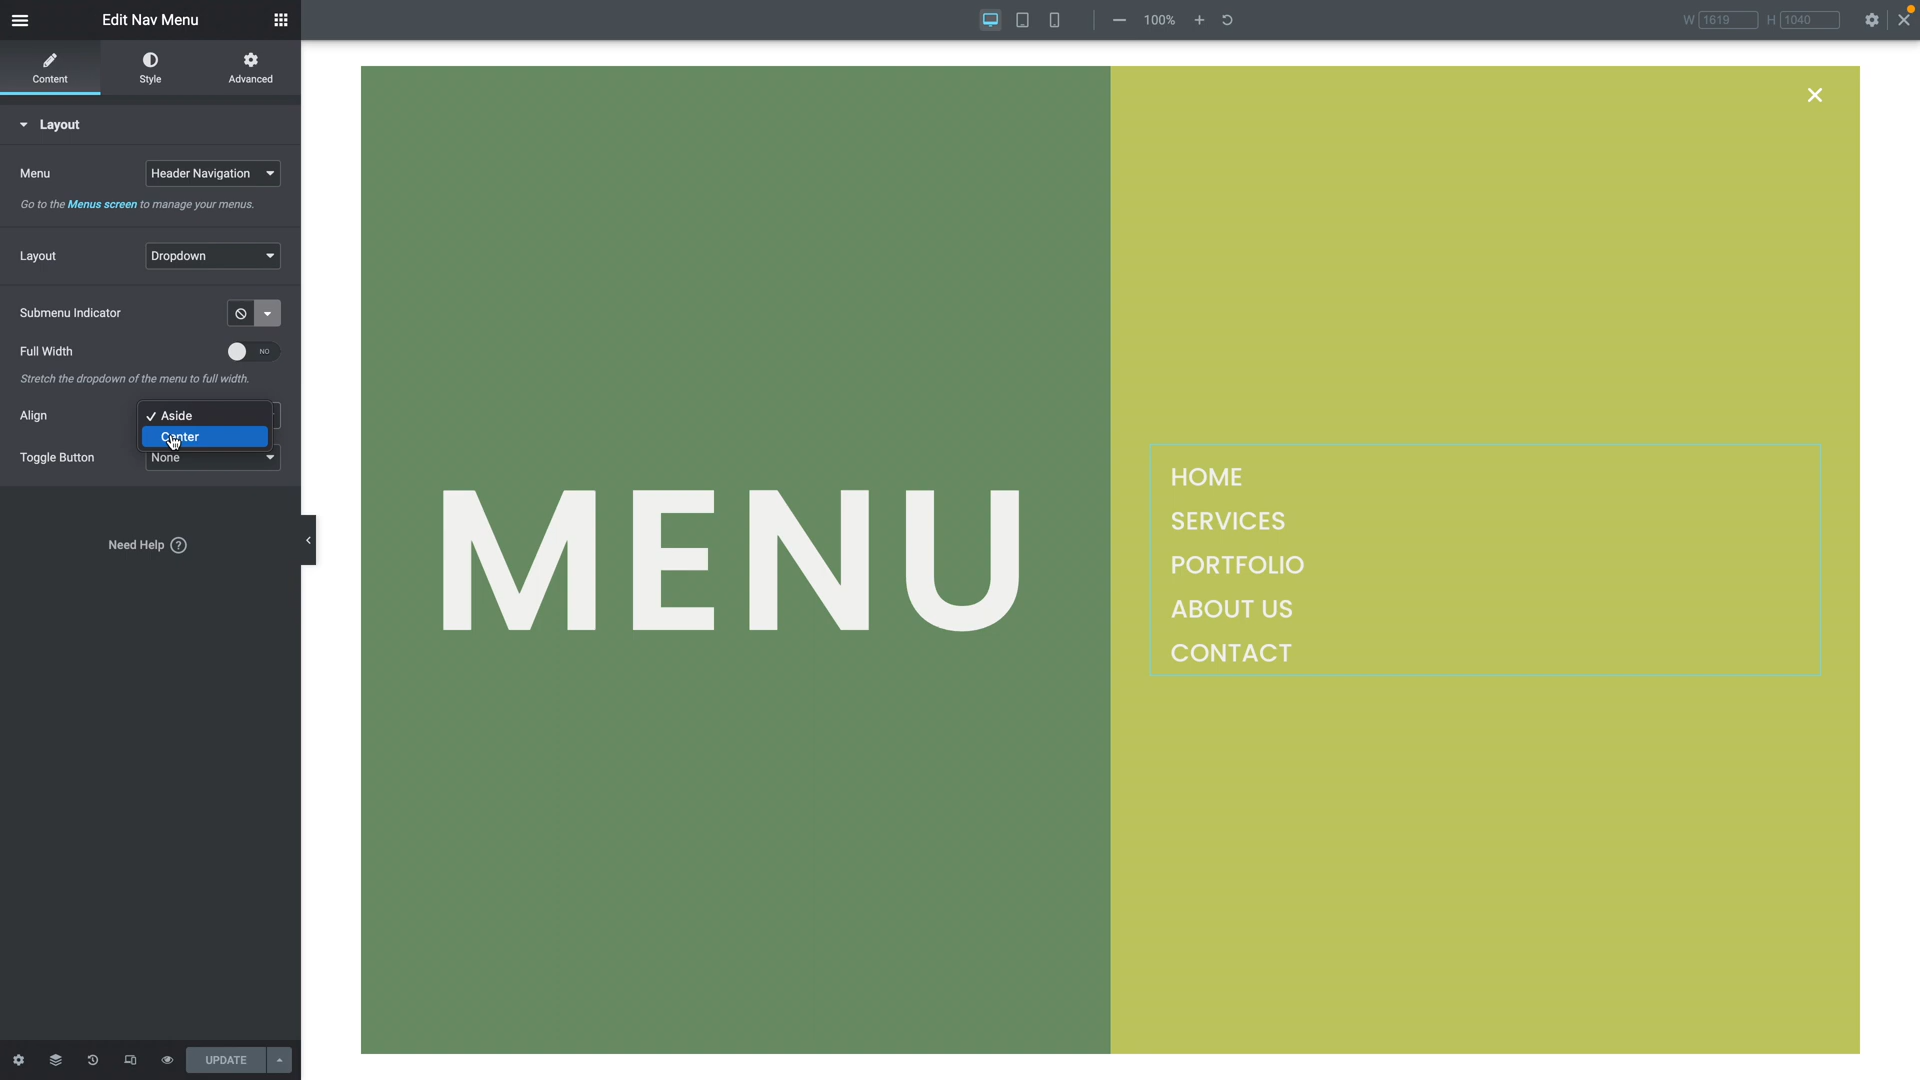 Edit Nav Menu
100%
W 1619 H 1040
Content
Style
Advanced
Layout
Menu
Header Navigation
Go to the Menus screen to manage your menus.
Layout
Dropdown
Submenu Indicator
Full Width
NO
Stretch the dropdown of the menu to full width.
Align
Aside
Center
Toggle Button
None
Need Help
UPDATE
MENU
HOME
SERVICES
PORTFOLIO
ABOUT US
CONTACT